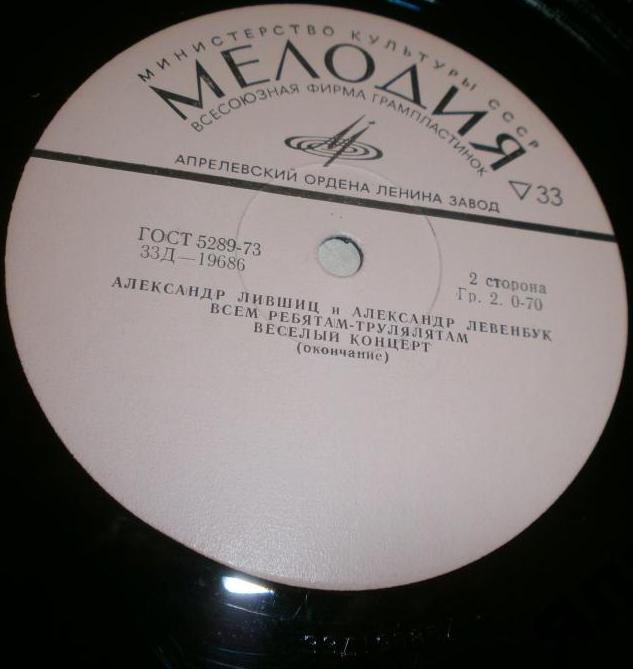 МИНИСТЕРСТВО КУЛЬТУРЫ СССР
МЕЛОДИЯ
ВСЕСОЮЗНАЯ ФИРМА ГРАМПЛАСТИНОК
АПРЕЛЕВСКИЙ ОРДЕНА ЛЕНИНА ЗАВОД
▽33
ГОСТ 5289-73
33Д—19686
2 сторона
Гр. 2. 0-70
АЛЕКСАНДР ЛИВШИЦ и АЛЕКСАНДР ЛЕВЕНБУК
ВСЕМ РЕБЯТАМ-ТРУЛЯЛЯТАМ
ВЕСЕЛЫЙ КОНЦЕРТ
(окончание)